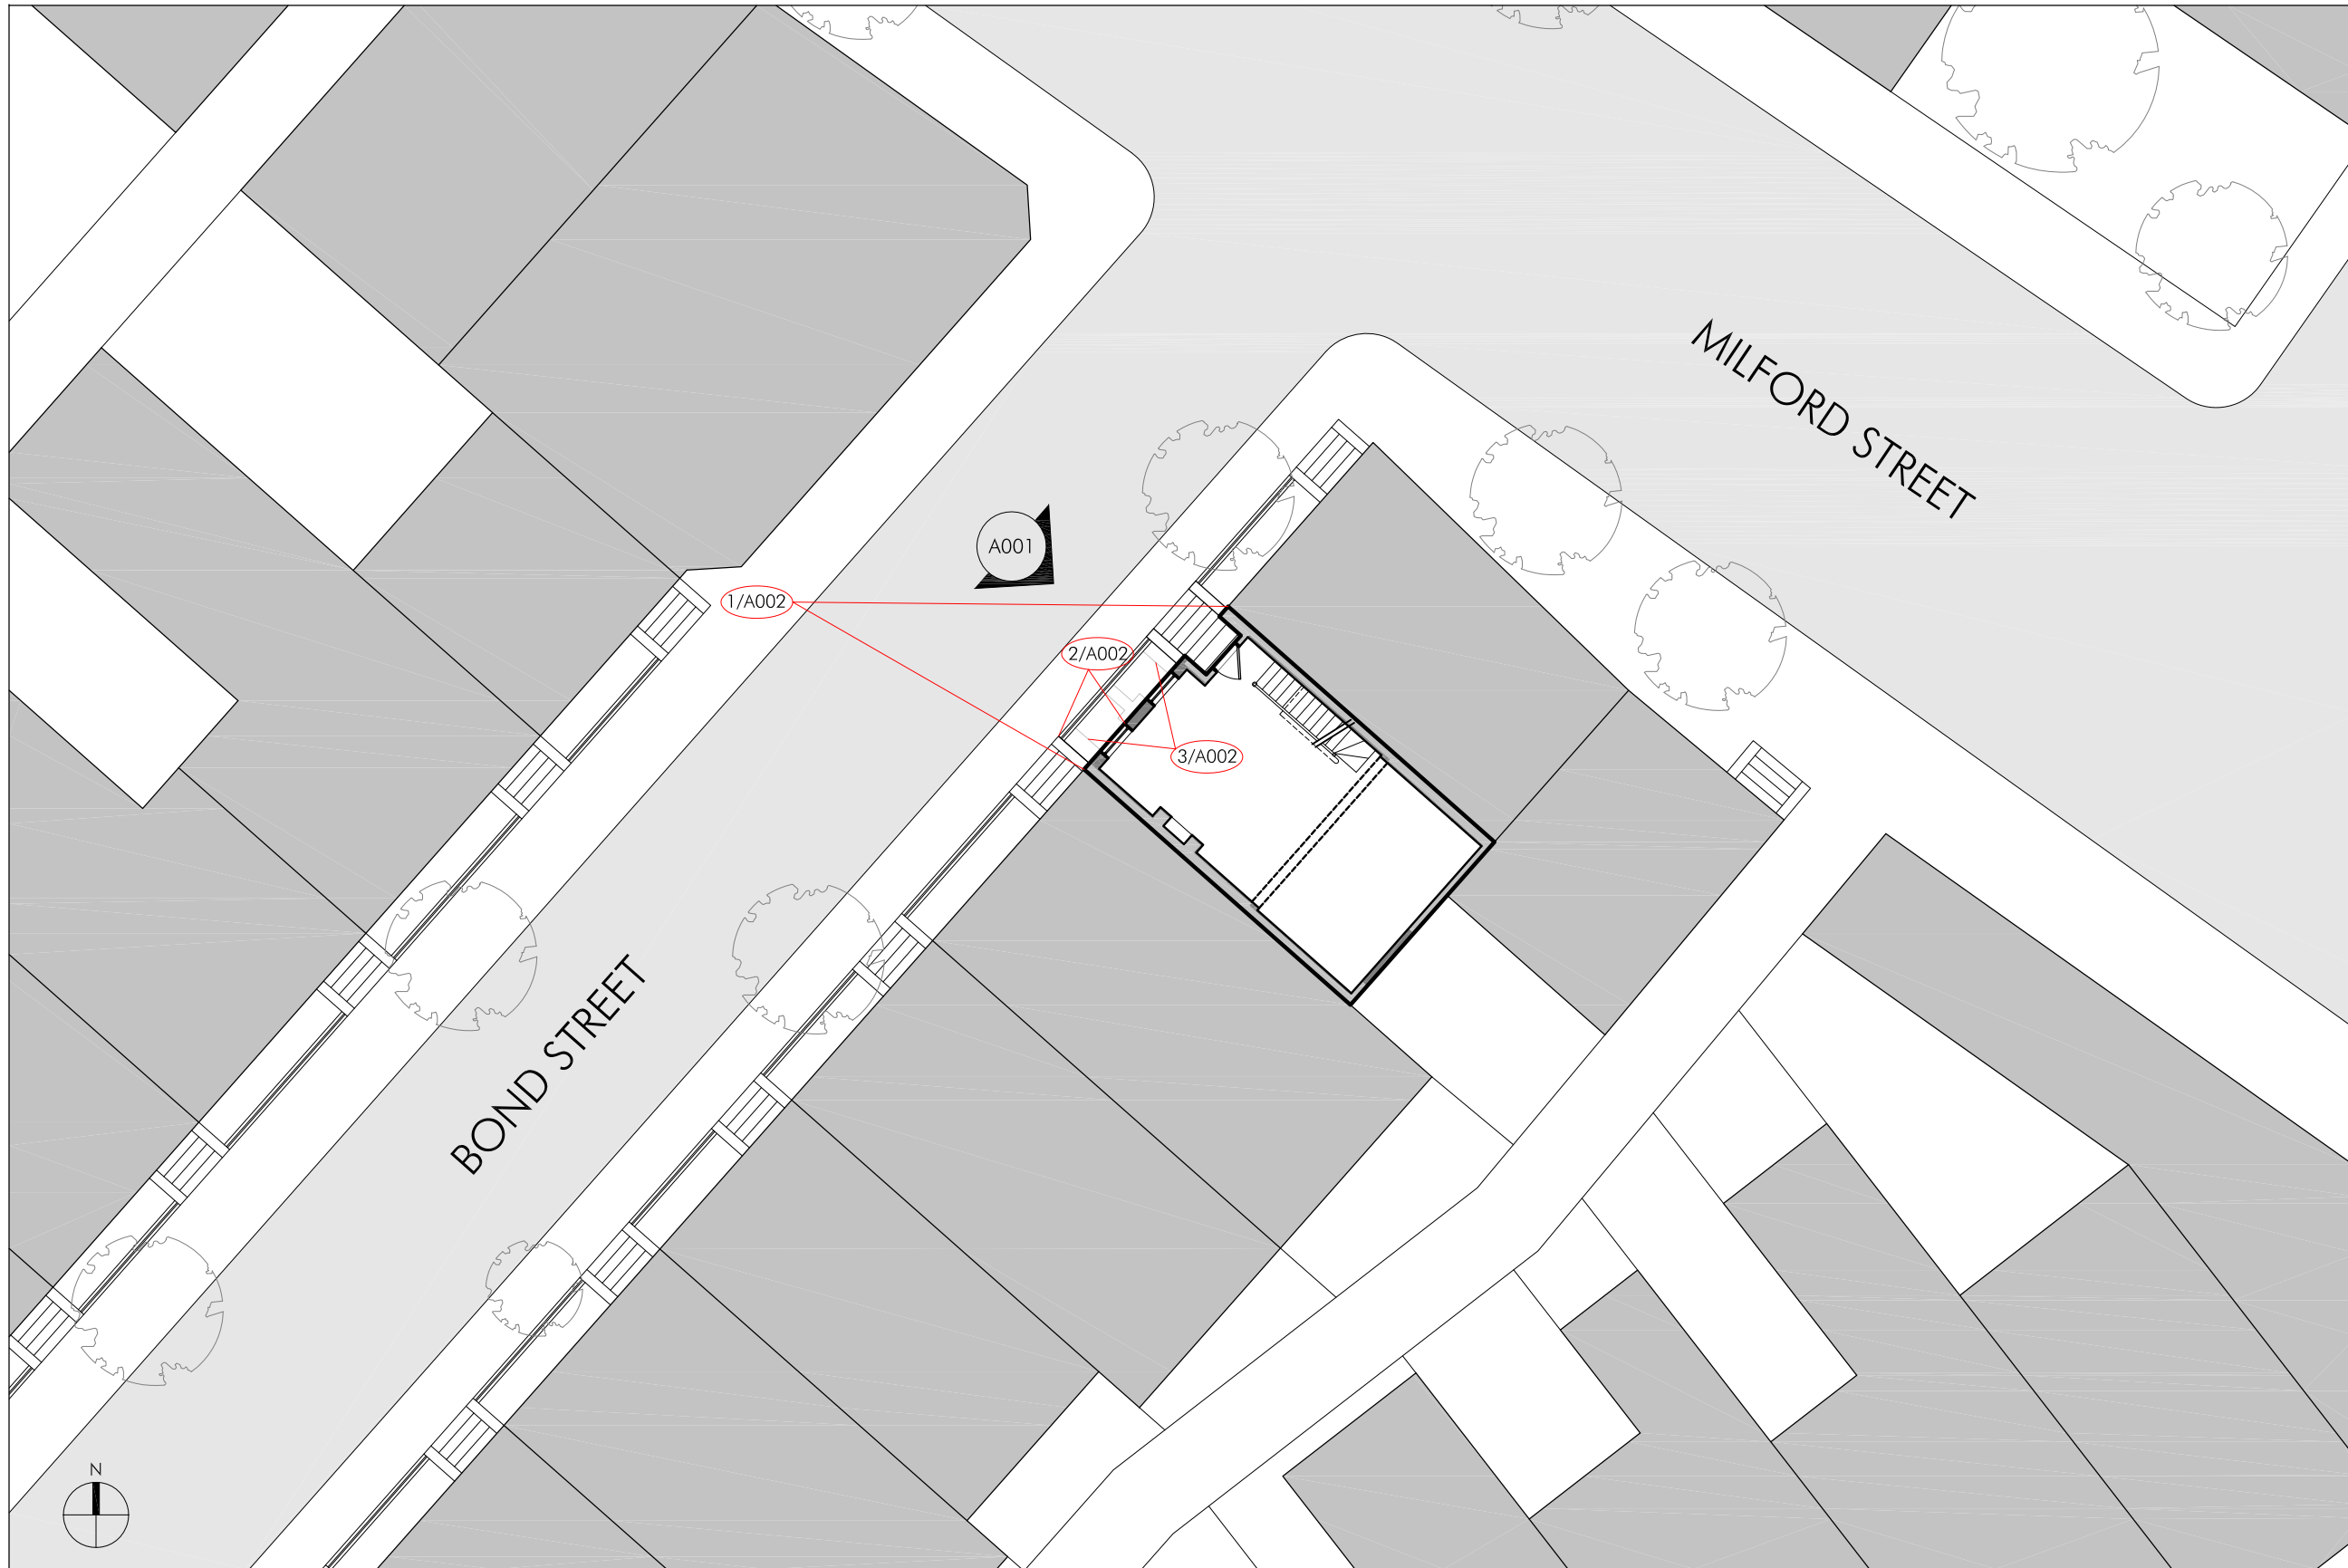 MILFORD STREET
A001
1/A002
2/A002
3/A002
BOND STREET
N